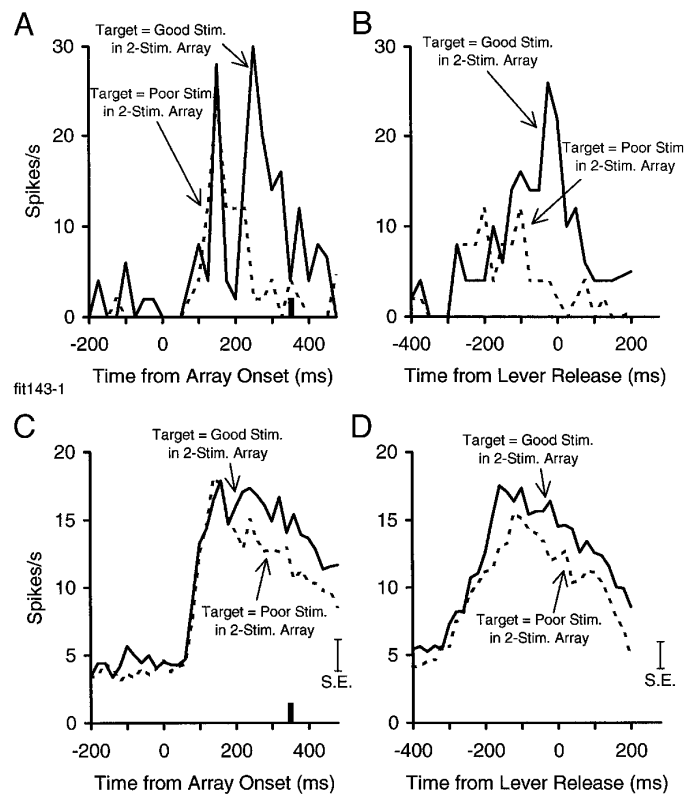 A
Target = Good Stim.
in 2-Stim. Array
Target = Poor Stim.
in 2-Stim. Array
Spikes/s
30
20
10
0
-200 0 200 400
Time from Array Onset (ms)
fit143-1
B
Target = Good Stim.
in 2-Stim. Array
Target = Poor Stim
in 2-Stim. Array
30
20
10
0
-400 -200 0 200
Time from Lever Release (ms)
C
Target = Good Stim.
in 2-Stim. Array
Target = Poor Stim.
in 2-Stim. Array
Spikes/s
20
15
10
5
0
S.E.
-200 0 200 400
Time from Array Onset (ms)
D
Target = Good Stim.
in 2-Stim. Array
Target = Poor Stim.
in 2-Stim. Array
20
15
10
5
0
S.E.
-400 -200 0 200
Time from Lever Release (ms)